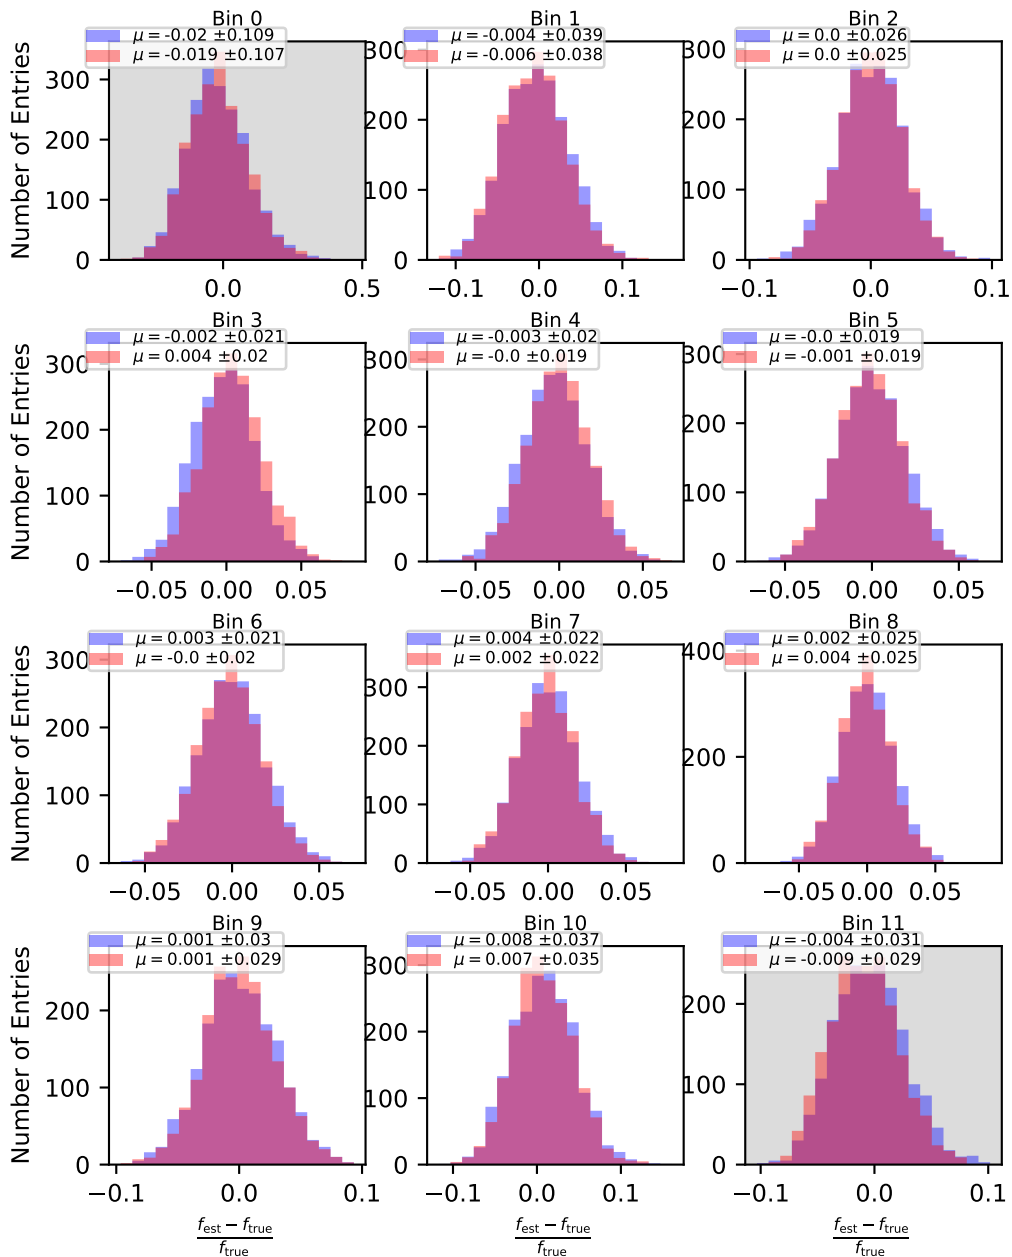 Bin 0
μ = -0.02 ±0.109
μ = -0.019 ±0.107
Number of Entries
300
200
100
0
0.0
0.5
Bin 1
μ = -0.004 ±0.039
μ = -0.006 ±0.038
300
200
100
0
−0.1
0.0
0.1
Bin 2
μ = 0.0 ±0.026
μ = 0.0 ±0.025
300
200
100
0
−0.1
0.0
0.1
Bin 3
μ = -0.002 ±0.021
μ = 0.004 ±0.02
Number of Entries
300
200
100
0
−0.05
0.00
0.05
Bin 4
μ = -0.003 ±0.02
μ = -0.0 ±0.019
300
200
100
0
−0.05
0.00
0.05
Bin 5
μ = -0.0 ±0.019
μ = -0.001 ±0.019
300
200
100
0
−0.05
0.00
0.05
Bin 6
μ = 0.003 ±0.021
μ = -0.0 ±0.02
Number of Entries
300
200
100
0
−0.05
0.00
0.05
Bin 7
μ = 0.004 ±0.022
μ = 0.002 ±0.022
300
200
100
0
−0.05
0.00
0.05
Bin 8
μ = 0.002 ±0.025
μ = 0.004 ±0.025
400
200
0
−0.05
0.00
0.05
Bin 9
μ = 0.001 ±0.03
μ = 0.001 ±0.029
Number of Entries
200
100
0
−0.1
0.0
0.1
f_est − f_true
f_true
Bin 10
μ = 0.008 ±0.037
μ = 0.007 ±0.035
300
200
100
0
−0.1
0.0
0.1
f_est − f_true
f_true
Bin 11
μ = -0.004 ±0.031
μ = -0.009 ±0.029
200
100
0
−0.1
0.0
0.1
f_est − f_true
f_true